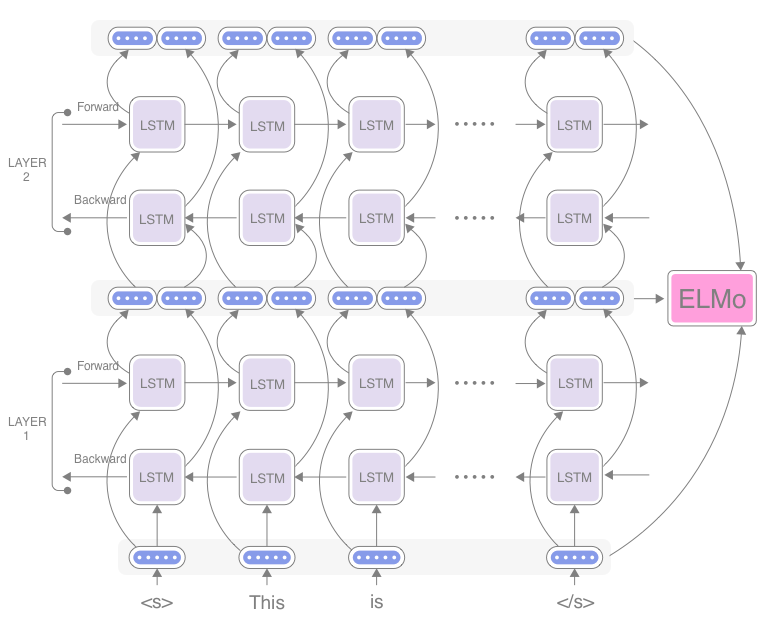 Forward
LSTM LSTM LSTM LSTM
LAYER
2
Backward
LSTM LSTM LSTM LSTM
ELMo
Forward
LSTM LSTM LSTM LSTM
LAYER
1
Backward
LSTM LSTM LSTM LSTM
<s> This is </s>